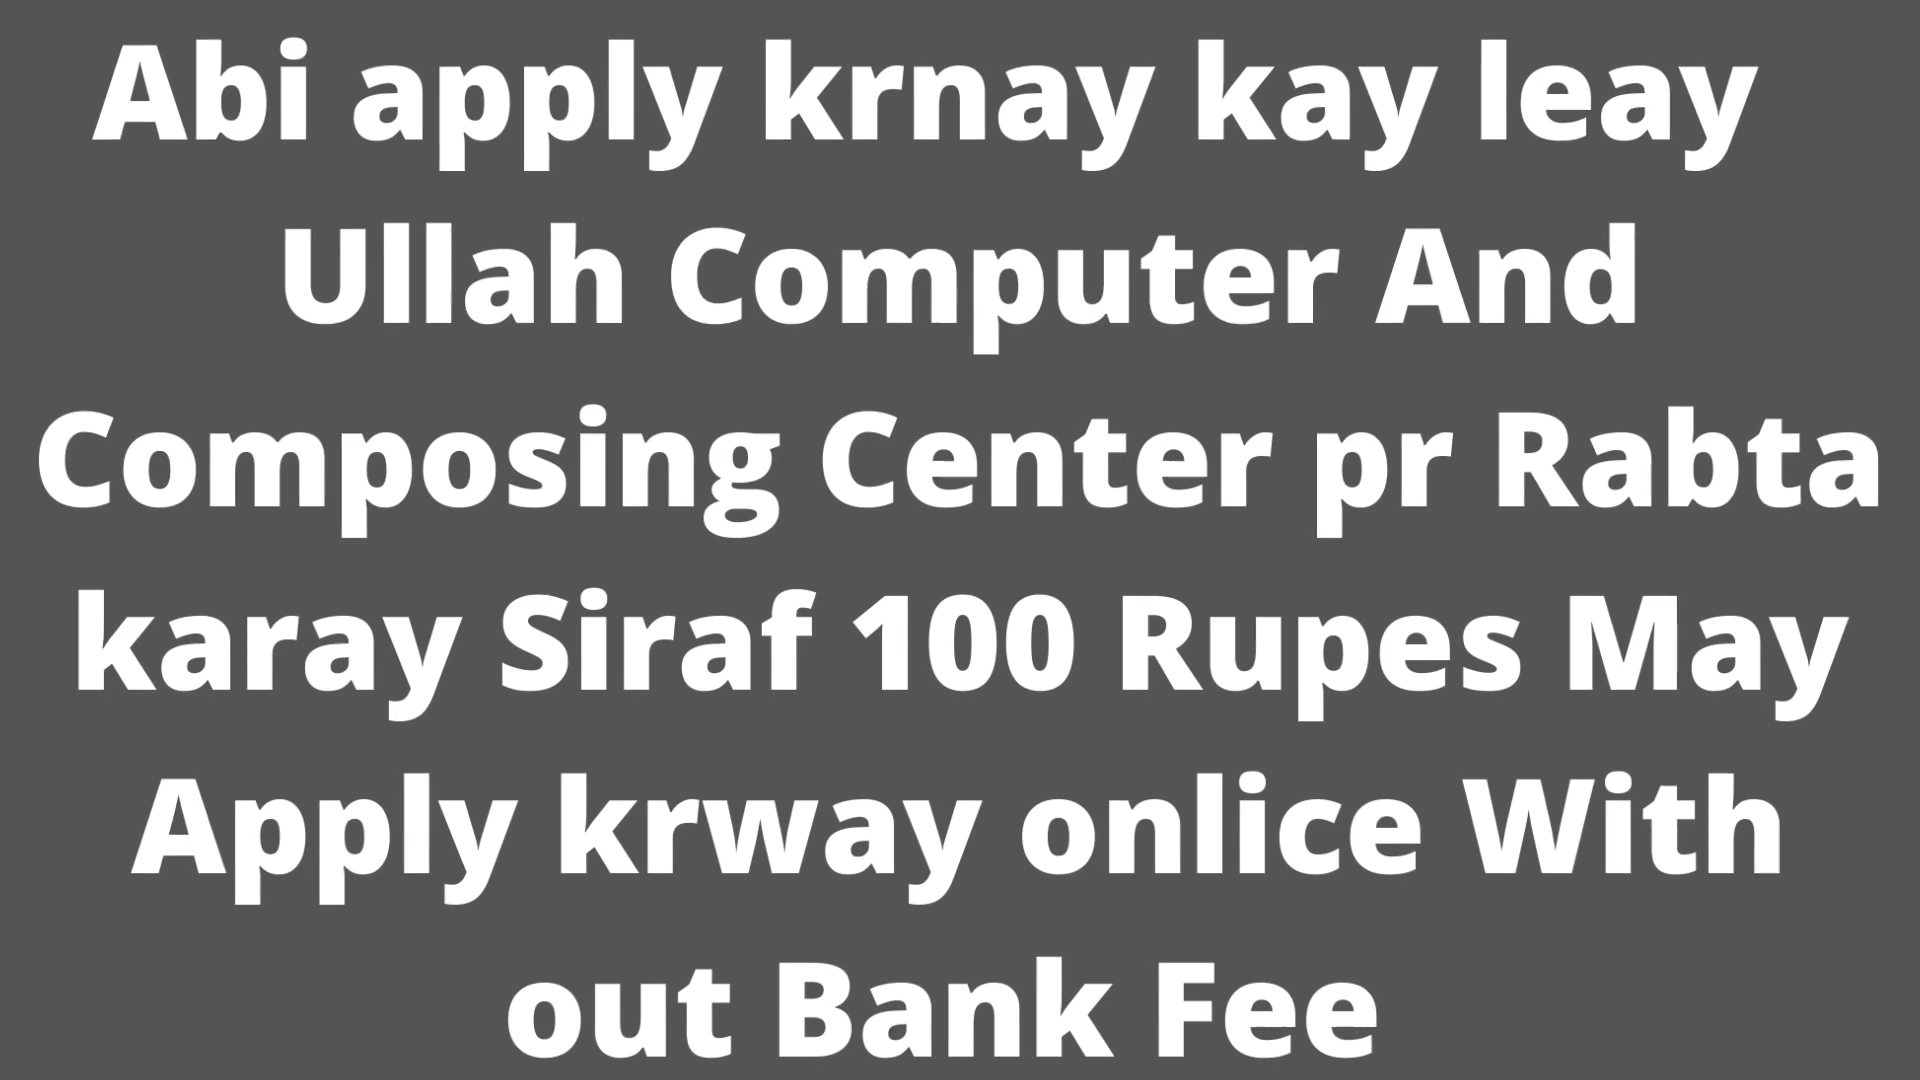 Abi apply krnay kay leay
Ullah Computer And
Composing Center pr Rabta
karay Siraf 100 Rupes May
Apply krway onlice With
out Bank Fee